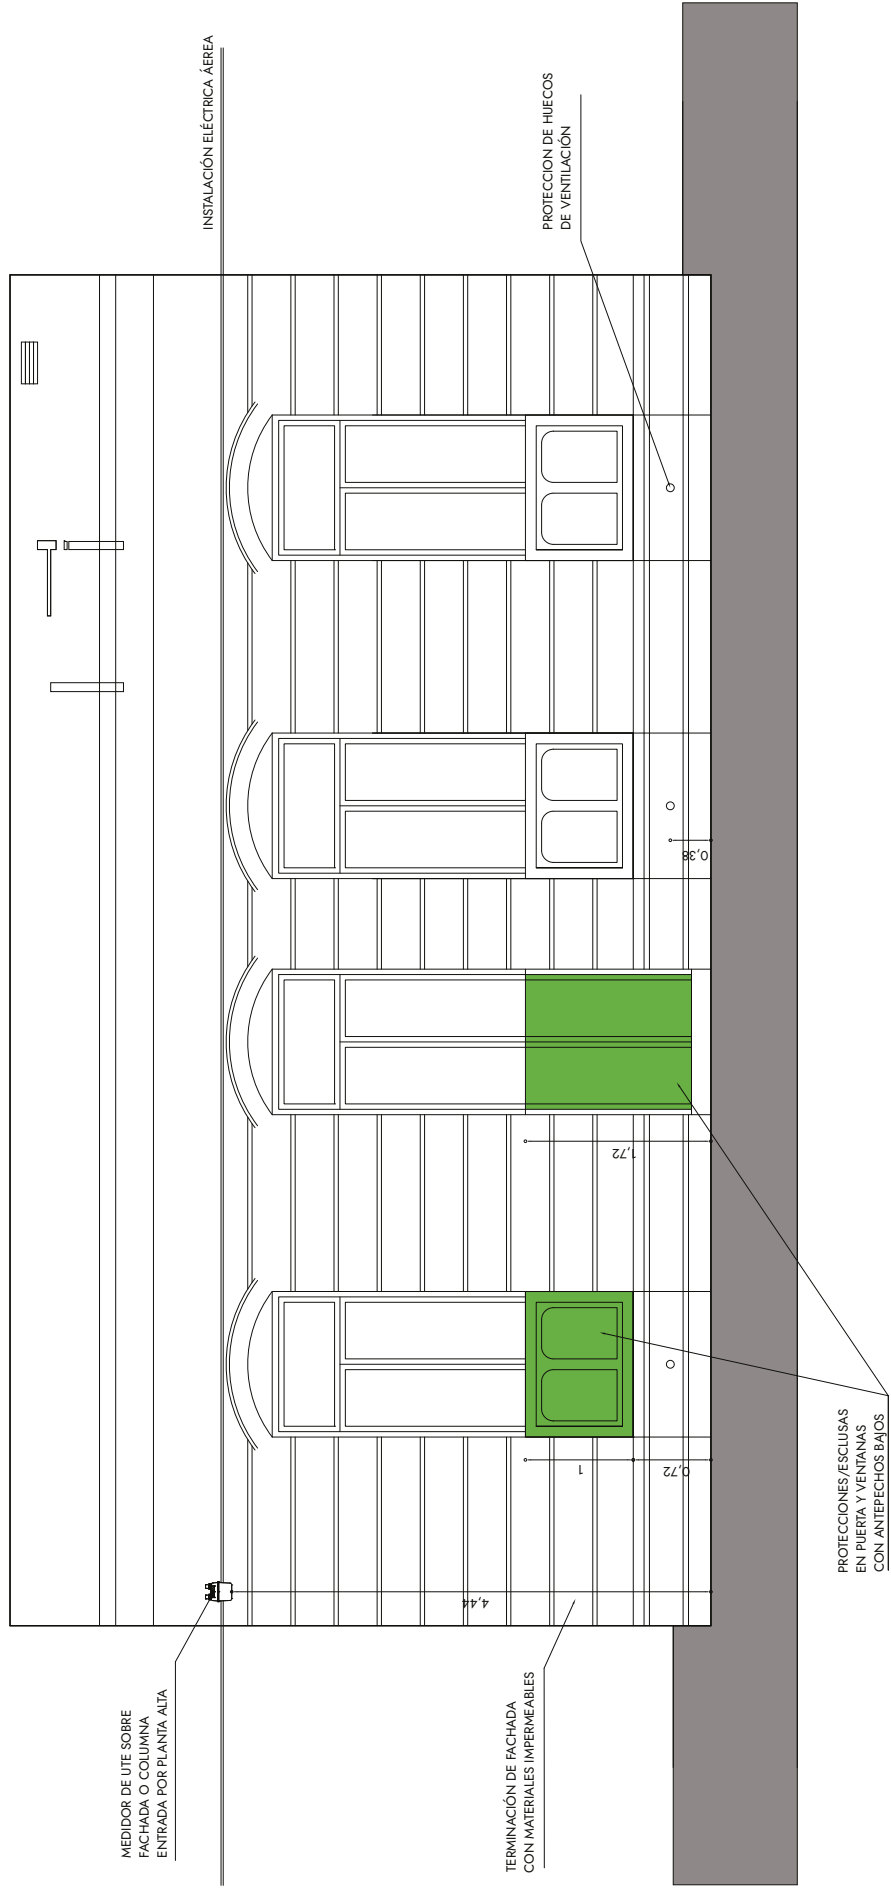 MEDIDOR DE UTE SOBRE
FACHADA O COLUMNA
ENTRADA POR PLANTA ALTA
INSTALACIÓN ELÉCTRICA ÁEREA
TERMINACIÓN DE FACHADA
CON MATERIALES IMPERMEABLES
PROTECCION DE HUECOS
DE VENTILACIÓN
4,44
1
0,72
1,72
0,38
PROTECCIONES/ESCLUSAS
EN PUERTA Y VENTANAS
CON ANTEPECHOS BAJOS